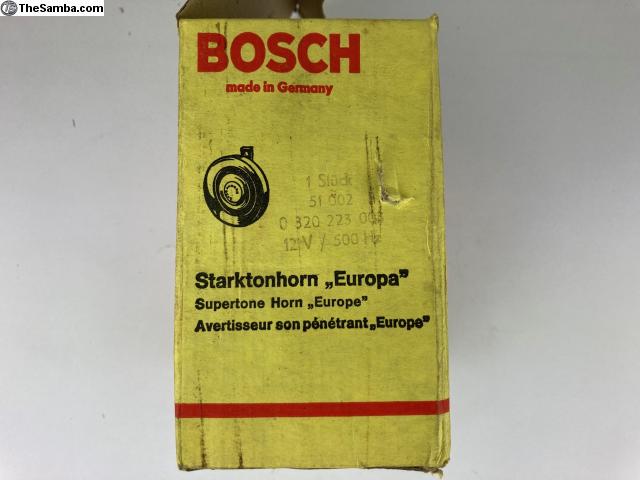 TheSamba.com
BOSCH
made in Germany
1 Stück
51 002
0 320 223 003
12 V / 500 Hz
Starktonhorn „Europa”
Supertone Horn „Europe”
Avertisseur son pénétrant „Europe”